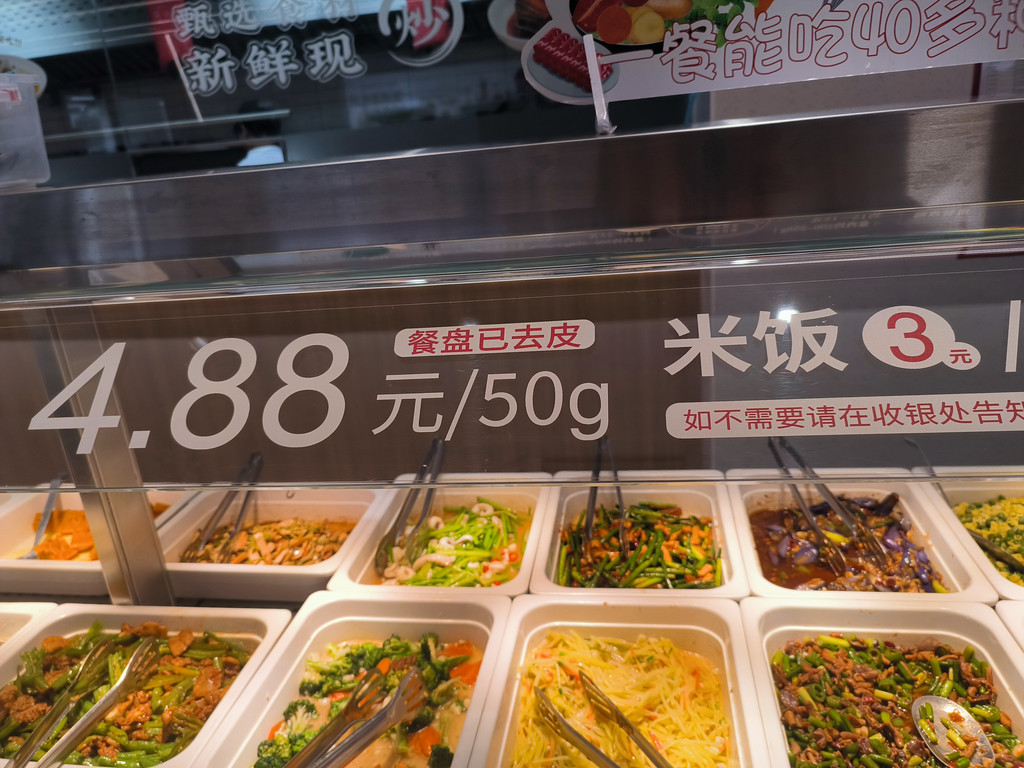 甄选食材
新鲜现
炒
一餐能吃40多
4.88
餐盘已去皮
元/50g
米饭 3元
如不需要请在收银处告知